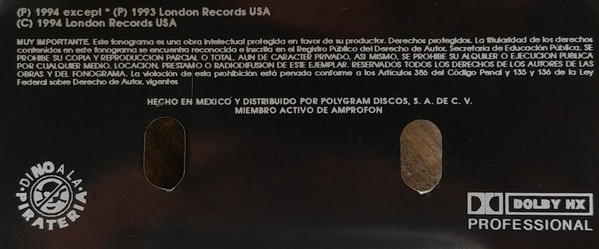 (P) 1994 except * (P) 1993 London Records USA
(C) 1994 London Records USA
MUY IMPORTANTE. Este fonograma es una obra intelectual protegida en favor de su productor. Derechos protegidos. La titularidad de los derechos
contenidos en este fonograma se encuentra reconocida e inscrita en el Registro Público del Derecho de Autor, Secretaría de Educación Pública, SE
PROHIBE SU COPIA Y REPRODUCCION PARCIAL O TOTAL, AUN DE CARACTER PRIVADO, ASI MISMO, SE PROHIBE SU ALQUILER O EJECUCION PUBLICA
POR CUALQUIER MEDIO, LOCACION, PRESTAMO O RADIODIFUSION DE ESTE EJEMPLAR. RESERVADOS TODOS LOS DERECHOS DE LOS AUTORES DE LAS
OBRAS Y DEL FONOGRAMA. La violación de esta prohibición está penada conforme a los Artículos 386 del Código Penal y 135 y 136 de la Ley
Federal sobre Derecho de Autor, vigentes
HECHO EN MEXICO Y DISTRIBUIDO POR POLYGRAM DISCOS, S. A. DE C. V.
MIEMBRO ACTIVO DE AMPROFON
DI NO A LA
PIRATERIA
DOLBY HX
PROFESSIONAL